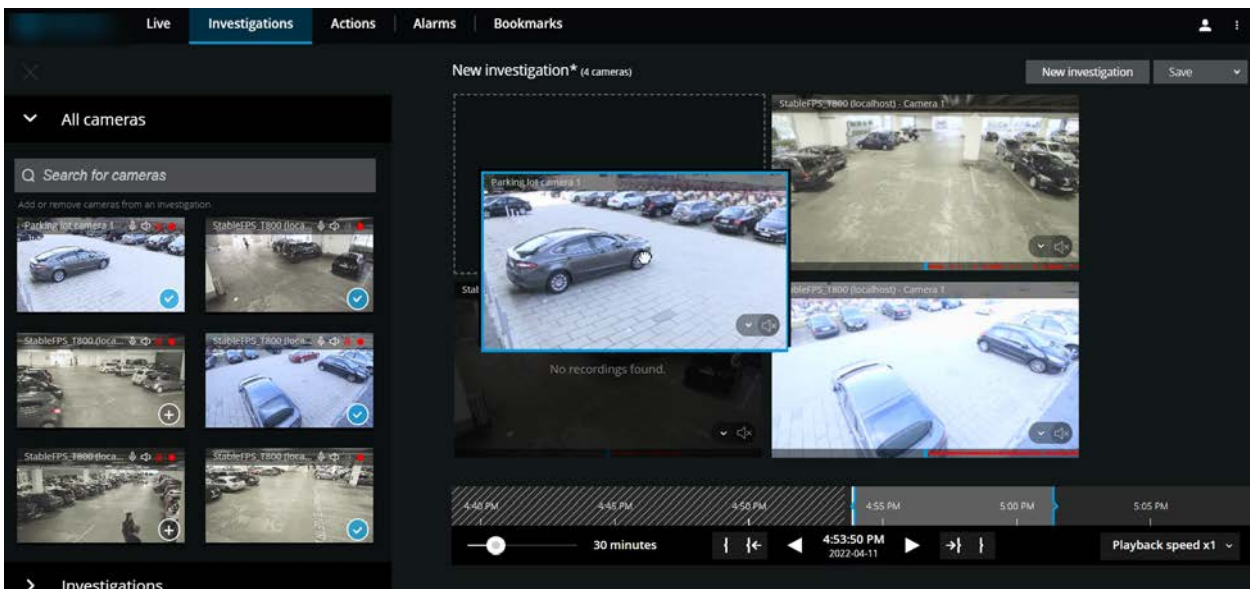 Live
Investigations
Actions
Alarms
Bookmarks
New investigation* (4 cameras)
New investigation
Save
All cameras
Search for cameras
Add or remove cameras from an investigation.
Parking lot camera 1
StableFPS_T800 (loca...
StableFPS_T800 (loca...
StableFPS_T800 (loca...
StableFPS_T800 (loca...
StableFPS_T800 (loca...
Investigations
StableFPS_T800 (localhost) - Camera 1
Parking lot camera 1
Stab
StableFPS_T800 (localhost) - Camera 1
No recordings found.
4:40 PM
4:45 PM
4:50 PM
4:55 PM
5:00 PM
5:05 PM
30 minutes
4:53:50 PM
2022-04-11
Playback speed x1